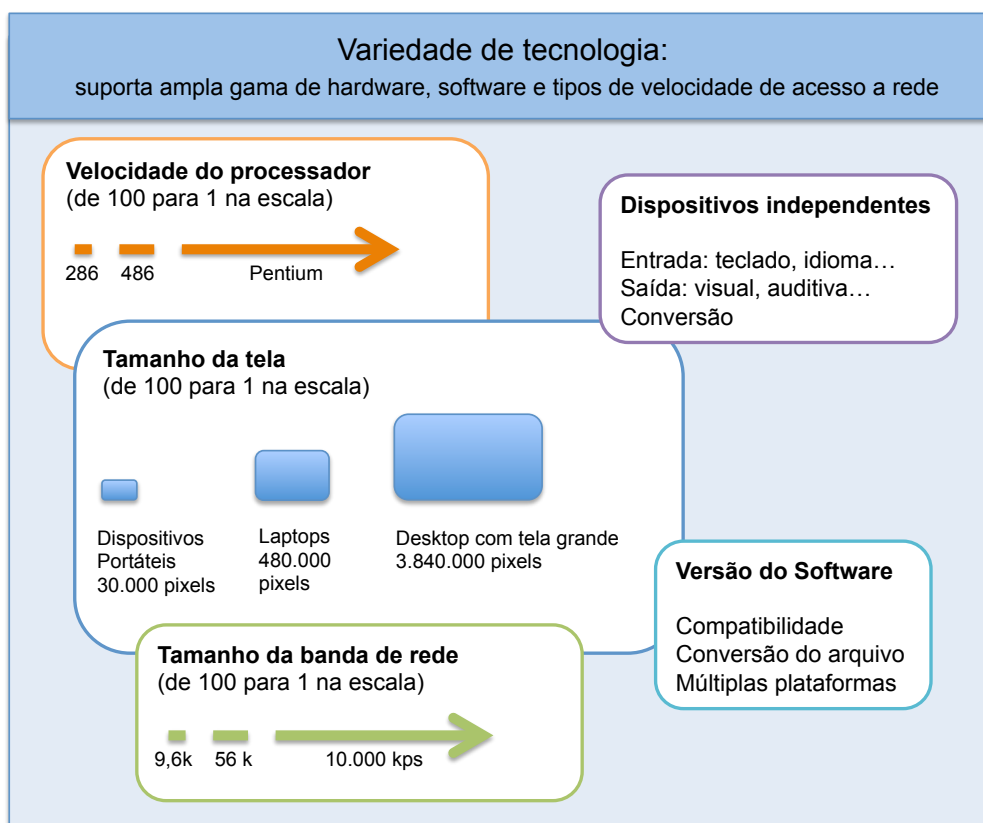 Variedade de tecnologia:
suporta ampla gama de hardware, software e tipos de velocidade de acesso a rede
Velocidade do processador
(de 100 para 1 na escala)
286 486 Pentium
Dispositivos independentes
Entrada: teclado, idioma…
Saída: visual, auditiva…
Conversão
Tamanho da tela
(de 100 para 1 na escala)
Dispositivos
Portáteis
30.000 pixels
Laptops
480.000
pixels
Desktop com tela grande
3.840.000 pixels
Versão do Software
Compatibilidade
Conversão do arquivo
Múltiplas plataformas
Tamanho da banda de rede
(de 100 para 1 na escala)
9,6k 56 k 10.000 kps